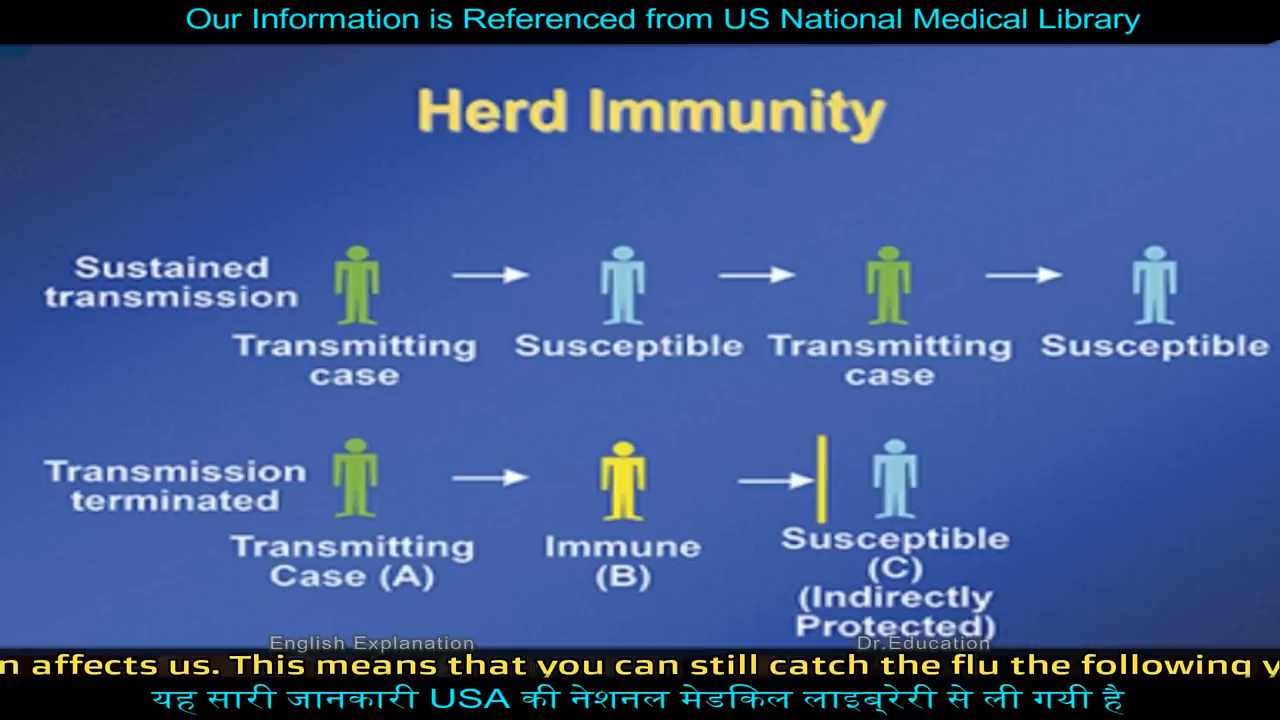 Our Information is Referenced from US National Medical Library
Herd Immunity
Sustained
transmission
Transmitting
case
Susceptible
Transmitting
case
Susceptible
Transmission
terminated
Transmitting
Case (A)
Immune
(B)
Susceptible
(C)
(Indirectly
Protected)
English Explanation
Dr.Education
n affects us. This means that you can still catch the flu the following y
यह सारी जानकारी USA की नेशनल मेडिकल लाइब्रेरी से ली गयी है